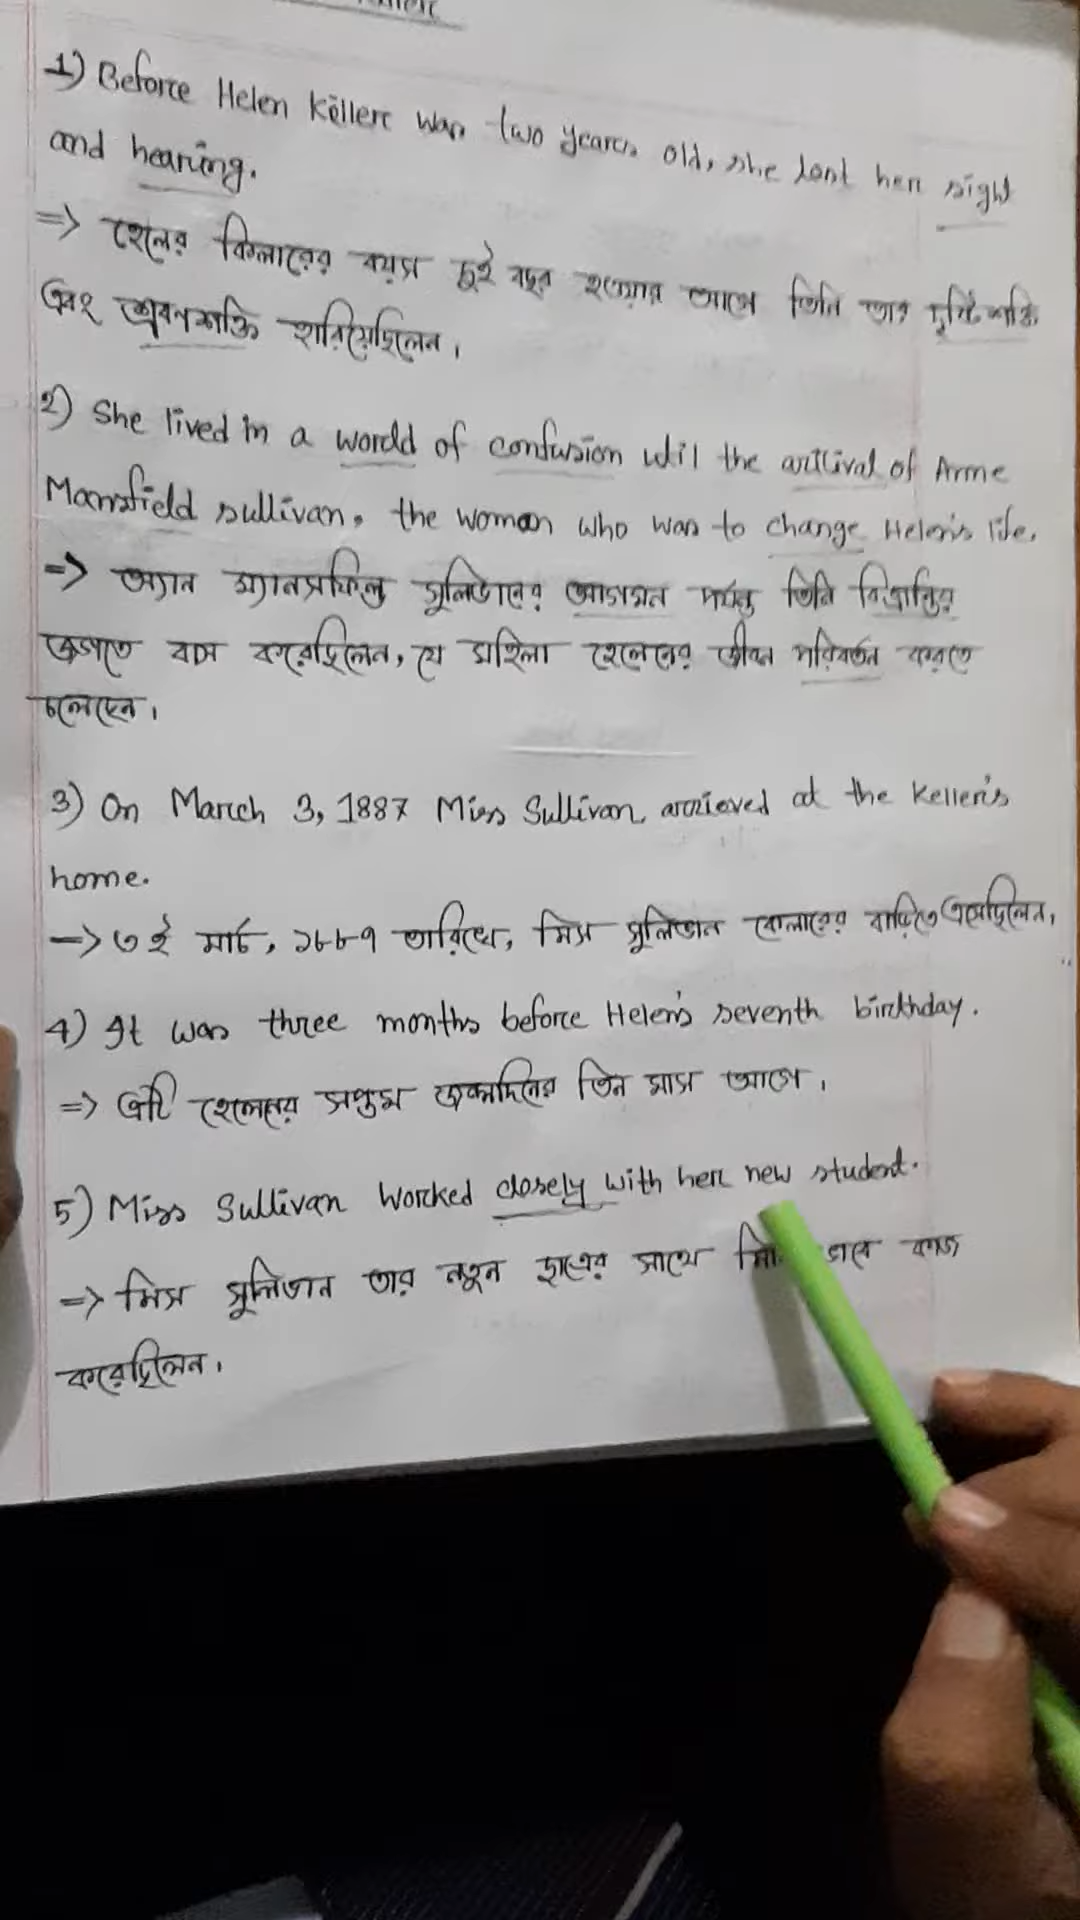 1) Before Helen Keller was two years old, she lost her sight
and hearing.
=> হেলের কিলারের বয়স দুই বছর হওয়ার আগে তিনি তার দৃষ্টিশক্তি
এবং শ্রবণশক্তি হারিয়েছিলেন।
2) She lived in a world of confusion util the arrival of Anne
Mansfield sullivan, the woman who was to change Helen's life.
=> অ্যান ম্যানসফিল্ড সুলিভানের আগমন পর্যন্ত তিনি বিভ্রান্তির
জগতে বাস করেছিলেন, যে মহিলা হেলেনের জীবন পরিবর্তন করতে
চলেছেন।
3) On March 3, 1887 Miss Sullivan, arrieved at the Keller's
home.
-> ৩ ই মার্চ, ১৮৮৭ তারিখে, মিস সুলিভান কেলারের বাড়িতে এসেছিলেন,
4) It was three months before Helen's seventh birthday.
=> এটি হেলেনের সপ্তম জন্মদিনের তিন মাস আগে।
5) Miss Sullivan Worked closely with her new student.
=> মিস সুলিভান তার নতুন ছাত্রের সাথে কাজ
করেছিলেন।